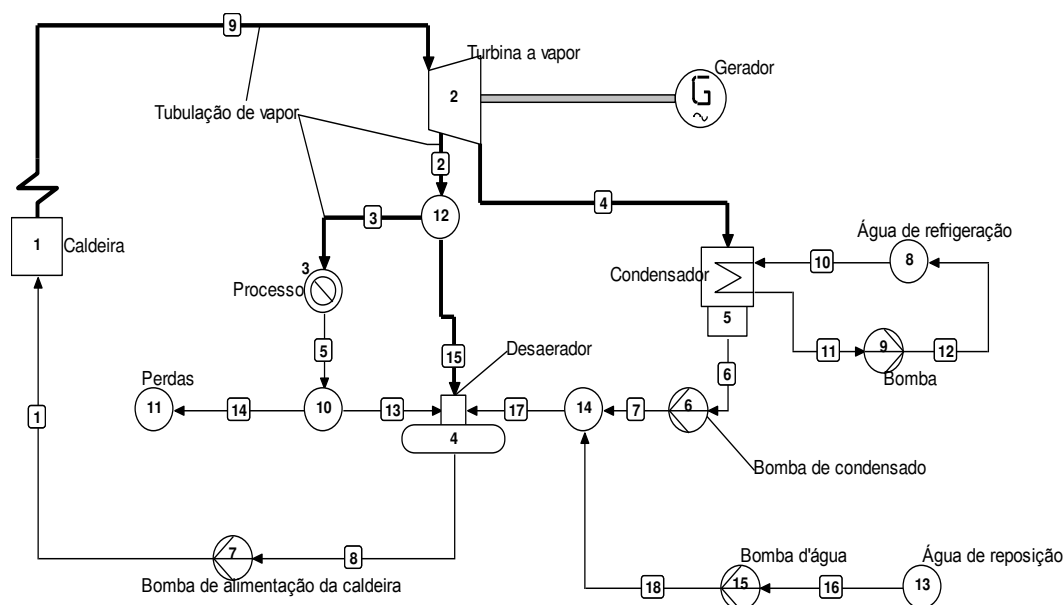 9
Turbina a vapor
Gerador
2
G
~
Tubulação de vapor
2
12
3
4
1
Caldeira
Água de refrigeração
3
Processo
Condensador
10
8
5
5
15
Desaerador
11
9
12
Bomba
6
Perdas
11
14
10
13
17
14
7
6
4
1
Bomba de condensado
7
8
Bomba d'água
Água de reposição
Bomba de alimentação da caldeira
18
15
16
13